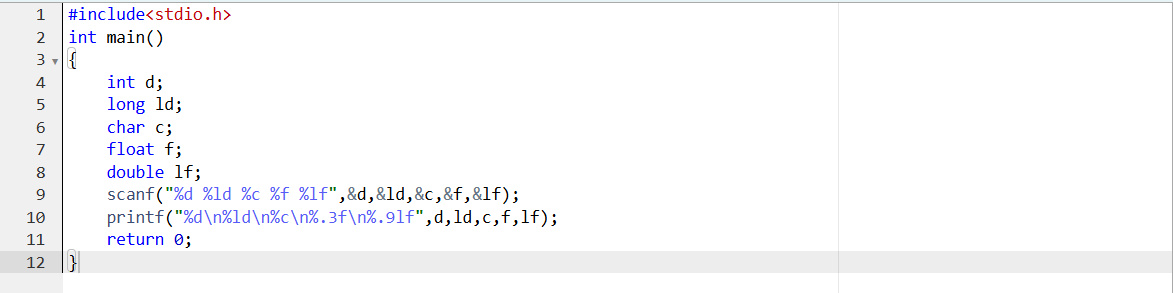 1 #include<stdio.h>
2 int main()
3 {
4     int d;
5     long ld;
6     char c;
7     float f;
8     double lf;
9     scanf("%d %ld %c %f %lf",&d,&ld,&c,&f,&lf);
10     printf("%d\n%ld\n%c\n%.3f\n%.9lf",d,ld,c,f,lf);
11     return 0;
12 }